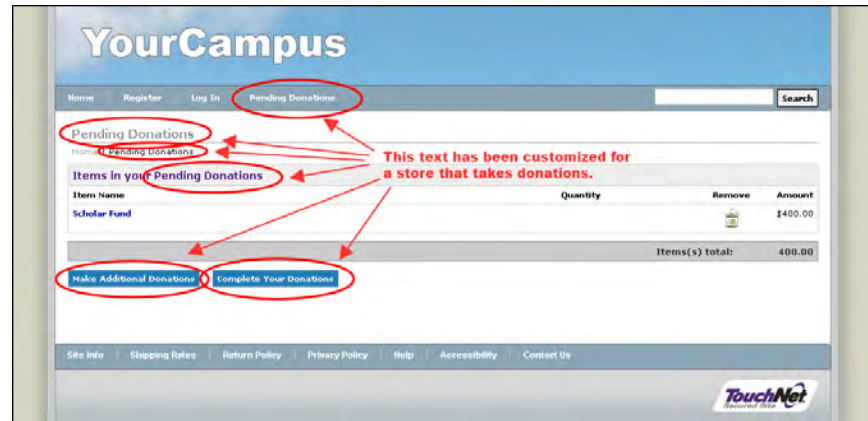 YourCampus
Home Register Log In Pending Donations Search
Pending Donations
Home | Pending Donations
This text has been customized for
a store that takes donations.
Items in your Pending Donations
Item Name Quantity Remove Amount
Scholar Fund $400.00
Items(s) total: 400.00
Make Additional Donations Complete Your Donations
Site Info | Shipping Rates | Return Policy | Privacy Policy | Help | Accessibility | Contact Us
TouchNet
Secured Site